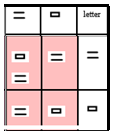 = ▭ letter
▭ = =
=
= ▭ ▭